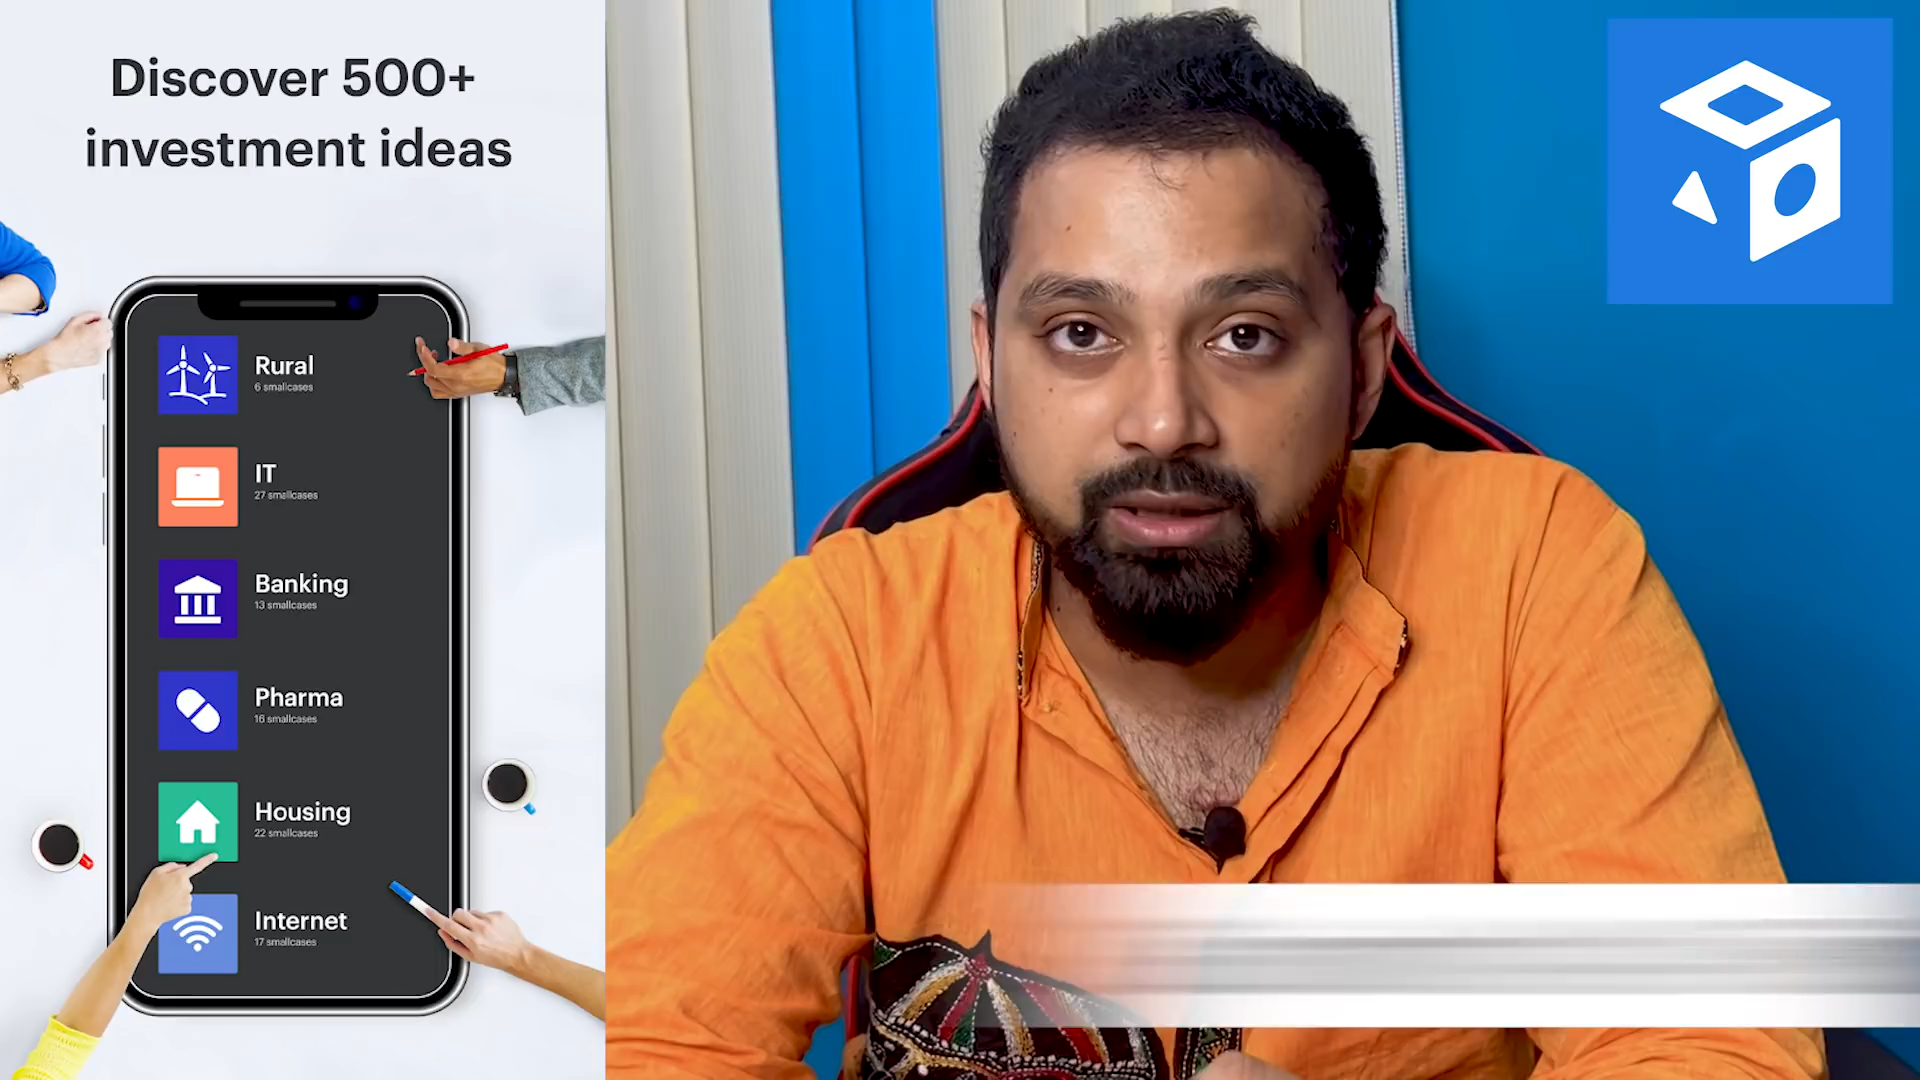 Discover 500+
investment ideas
Rural
6 smallcases
IT
27 smallcases
Banking
13 smallcases
Pharma
16 smallcases
Housing
22 smallcases
Internet
17 smallcases